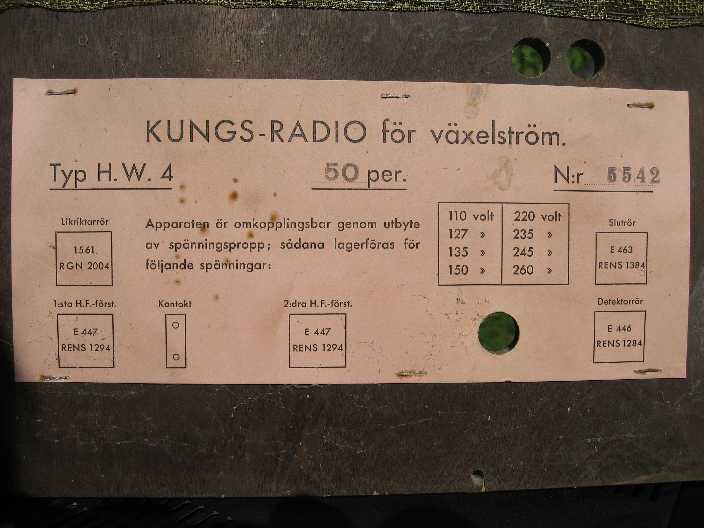 KUNGS-RADIO för växelström.
Typ H.W. 4 50 per. N:r 5542
Likriktarrör
1561
RGN 2004
Apparaten är omkopplingsbar genom utbyte
av spänningspropp; sådana lagerföras för
följande spänningar:
110 volt 220 volt
127 » 235 »
135 » 245 »
150 » 260 »
Slutrör
E 463
RENS 1384
1:sta H.F.-först.
E 447
RENS 1294
Kontakt
2:dra H.F.-först.
E 447
RENS 1294
Detektorrör
E 446
RENS 1284